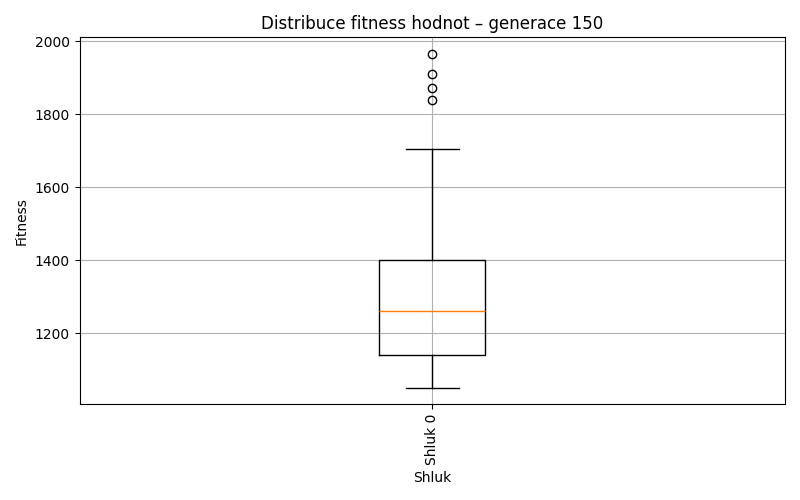 Distribuce fitness hodnot – generace 150
2000
1800
1600
1400
1200
Fitness
Shluk 0
Shluk